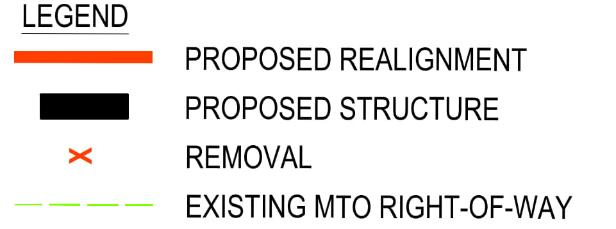 LEGEND
PROPOSED REALIGNMENT
PROPOSED STRUCTURE
REMOVAL
EXISTING MTO RIGHT-OF-WAY